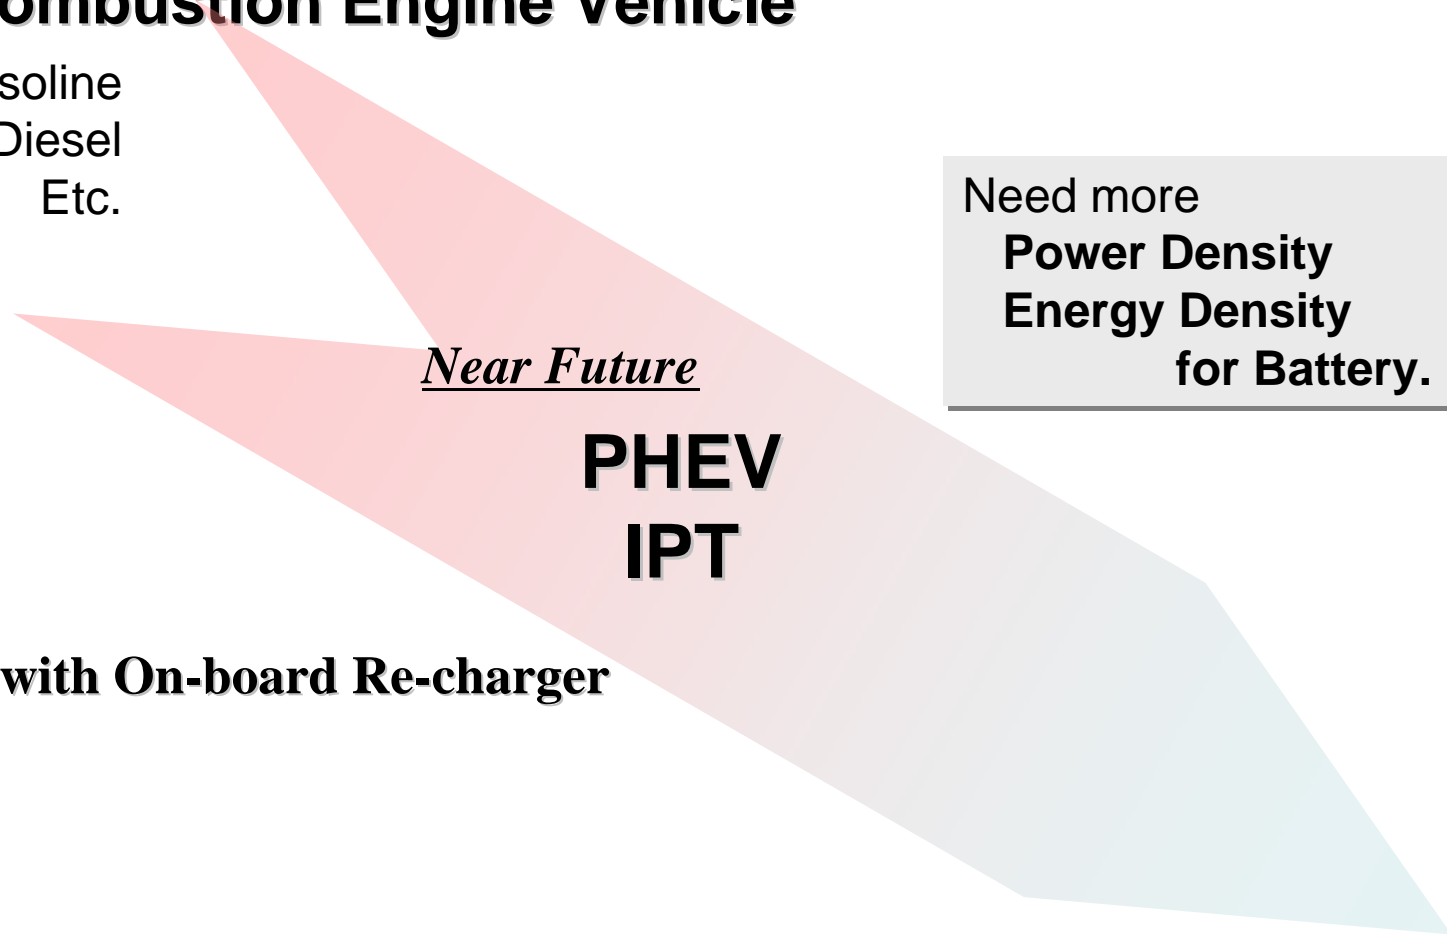 ombustion Engine Vehicle
soline
Diesel
Etc.
Need more
Power Density
Energy Density
for Battery.
Near Future
PHEV
IPT
with On-board Re-charger